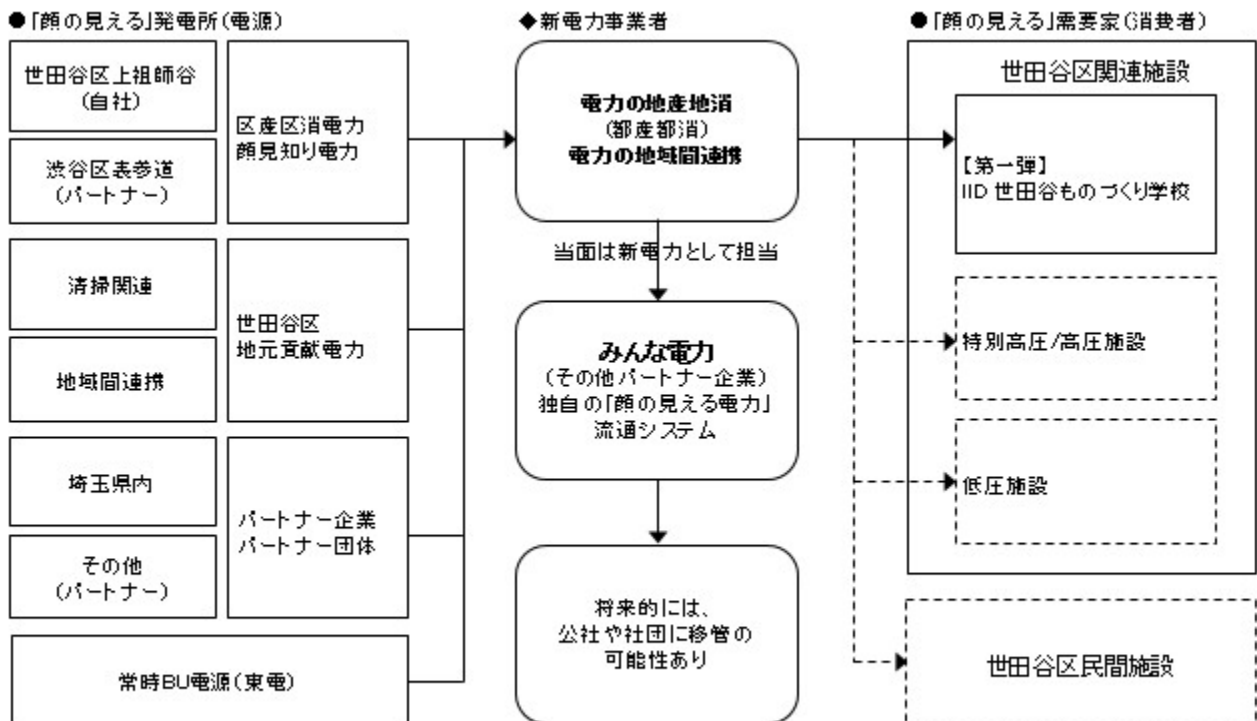 ●「顔の見える」発電所(電源)
世田谷区上祖師谷
(自社)
渋谷区表参道
(パートナー)
区産区消電力
顔見知り電力
清掃関連
地域間連携
世田谷区
地元貢献電力
埼玉県内
その他
(パートナー)
パートナー企業
パートナー団体
常時BU電源(東電)
◆新電力事業者
電力の地産地消
(都産都消)
電力の地域間連携
当面は新電力として担当
みんな電力
(その他パートナー企業)
独自の「顔の見える電力」
流通システム
将来的には、
公社や社団に移管の
可能性あり
●「顔の見える」需要家(消費者)
世田谷区関連施設
【第一弾】
IID 世田谷ものづくり学校
特別高圧/高圧施設
低圧施設
世田谷区民間施設